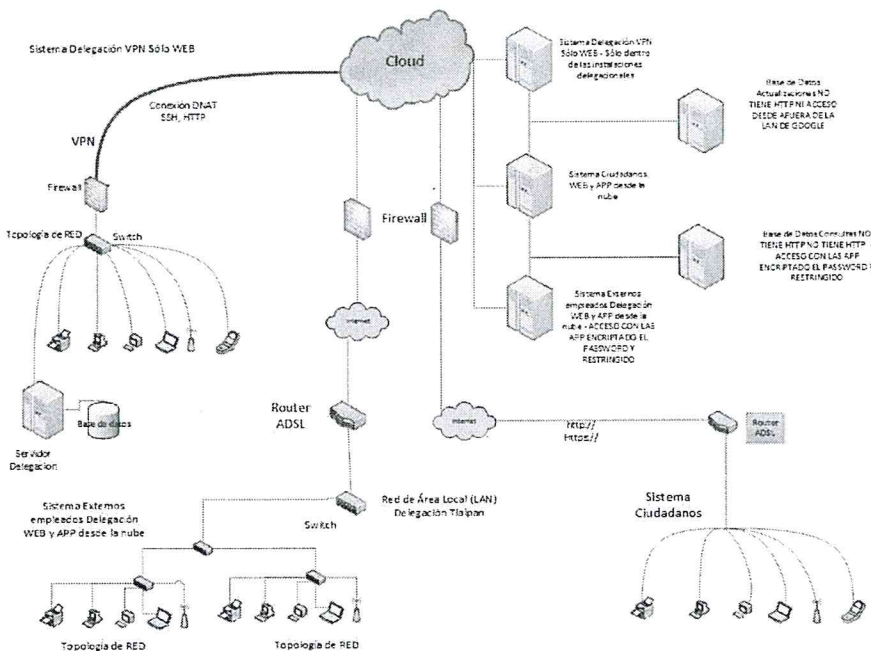 Sistema Delegación VPN Sólo WEB
Cloud
Conexión DNAT
SSH, HTTP
VPN
Firewall
Topología de RED
Switch
Servidor
Delegacion
Base de datos
Firewall
Internet
Router
ADSL
Red de Área Local (LAN)
Delegación Tlalpan
Switch
Sistema Externos
empleados Delegación
WEB y APP desde la nube
Topología de RED
Topología de RED
Sistema Delegación VPN
Sólo WEB - Sólo dentro
de las instalaciones
delegacionales
Base de Datos
Actualizaciones NO
TIENE HTTP NI ACCESO
DESDE AFUERA DE LA
LAN DE GOOGLE
Sistema Ciudadanos
WEB y APP desde la
nube
Base de Datos Consultas NO
TIENE HTTP NO TIENE HTTP -
ACCESO CON LAS APP
ENCRIPTADO EL PASSWORD Y
RESTRINGIDO
Sistema Externos
empleados Delegación
WEB y APP desde la
nube - ACCESO CON LAS
APP ENCRIPTADO EL
PASSWORD Y
RESTRINGIDO
Internet
http://
Https://
Router
ADSL
Sistema
Ciudadanos